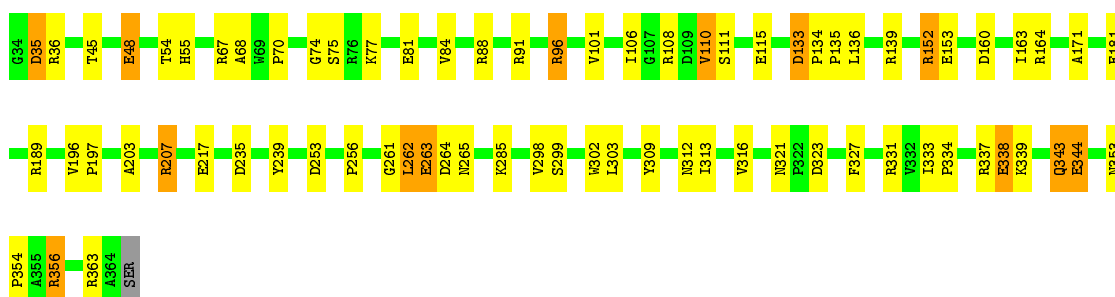 G34 D35 R36 T45 E48 T54 H55 R67 A68 W69 P70 G74 S75 R76 K77 E81 V84 R88 R91 R96 V101 I106 G107 R108 D109 V110 S111 E115 D133 P134 P135 L136 R139 R152 E153 D160 I163 R164 A171
R189 V196 P197 A203 R207 E217 D235 Y239 D253 P256 G261 L262 E263 D264 N265 K285 V298 S299 W302 L303 Y309 N312 I313 V316 N321 P322 D323 F327 R331 V332 I333 P334 R337 E338 K339 Q343 E344
P354 A355 R356 R363 A364 SER